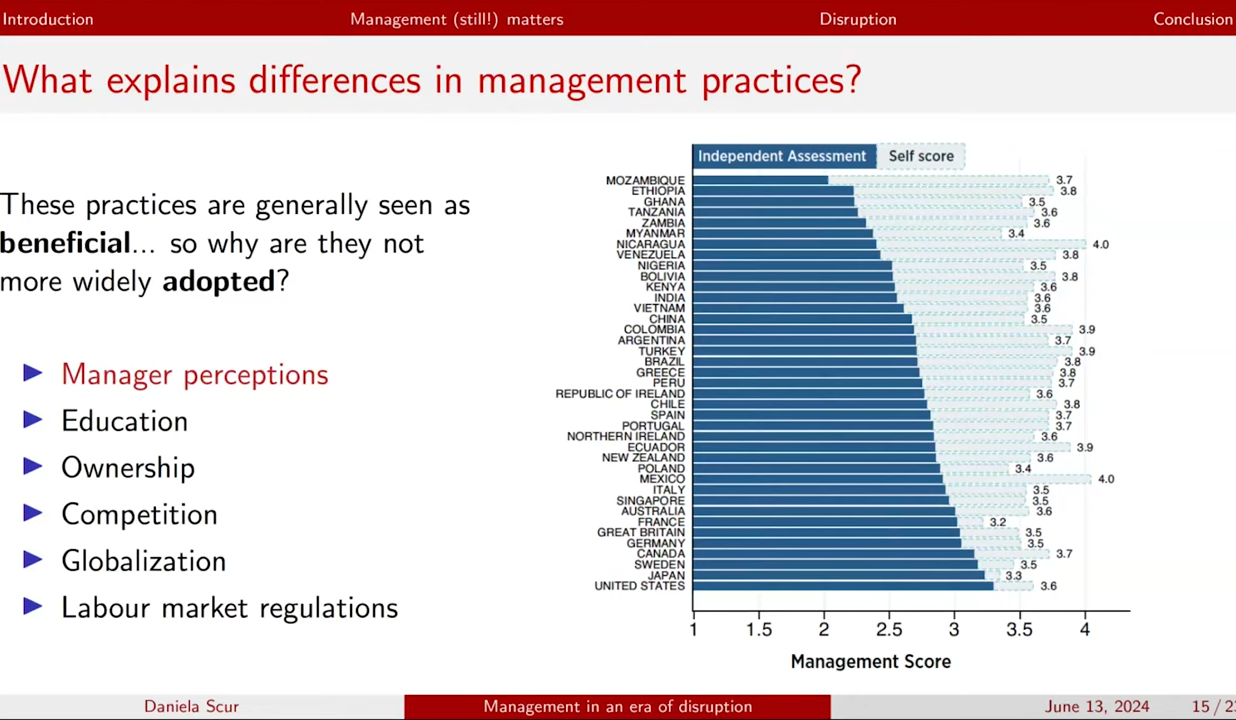 Introduction
Management (still!) matters
Disruption
Conclusion
What explains differences in management practices?
These practices are generally seen as
beneficial... so why are they not
more widely adopted?
Manager perceptions
Education
Ownership
Competition
Globalization
Labour market regulations
Independent Assessment
Self score
MOZAMBIQUE 3.7
ETHIOPIA 3.8
GHANA 3.5
TANZANIA 3.6
ZAMBIA 3.6
MYANMAR 3.4
NICARAGUA 4.0
VENEZUELA 3.8
NIGERIA 3.5
BOLIVIA 3.8
KENYA 3.6
INDIA 3.6
VIETNAM 3.6
CHINA 3.5
COLOMBIA 3.9
ARGENTINA 3.7
TURKEY 3.9
BRAZIL 3.8
GREECE 3.8
PERU 3.7
REPUBLIC OF IRELAND 3.6
CHILE 3.8
SPAIN 3.7
PORTUGAL 3.7
NORTHERN IRELAND 3.6
ECUADOR 3.9
NEW ZEALAND 3.6
POLAND 3.4
MEXICO 4.0
ITALY 3.5
SINGAPORE 3.5
AUSTRALIA 3.6
FRANCE 3.2
GREAT BRITAIN 3.5
GERMANY 3.5
CANADA 3.7
SWEDEN 3.5
JAPAN 3.3
UNITED STATES 3.6
1 1.5 2 2.5 3 3.5 4
Management Score
Daniela Scur
Management in an era of disruption
June 13, 2024
15 / 2